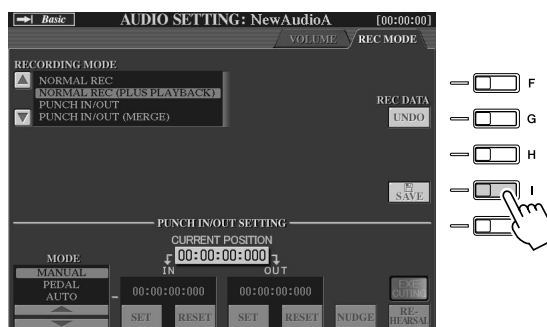 Basic AUDIO SETTING: NewAudioA [00:00:00]
VOLUME REC MODE
RECORDING MODE
NORMAL REC
NORMAL REC (PLUS PLAYBACK)
PUNCH IN/OUT
PUNCH IN/OUT (MERGE)
REC DATA
UNDO
SAVE
F
G
H
I
PUNCH IN/OUT SETTING
CURRENT POSITION
00:00:00:000
IN OUT
MODE
MANUAL
PEDAL
AUTO
00:00:00:000 00:00:00:000
SET RESET SET RESET NUDGE
EXE
CUTING
RE-
HEARSAL